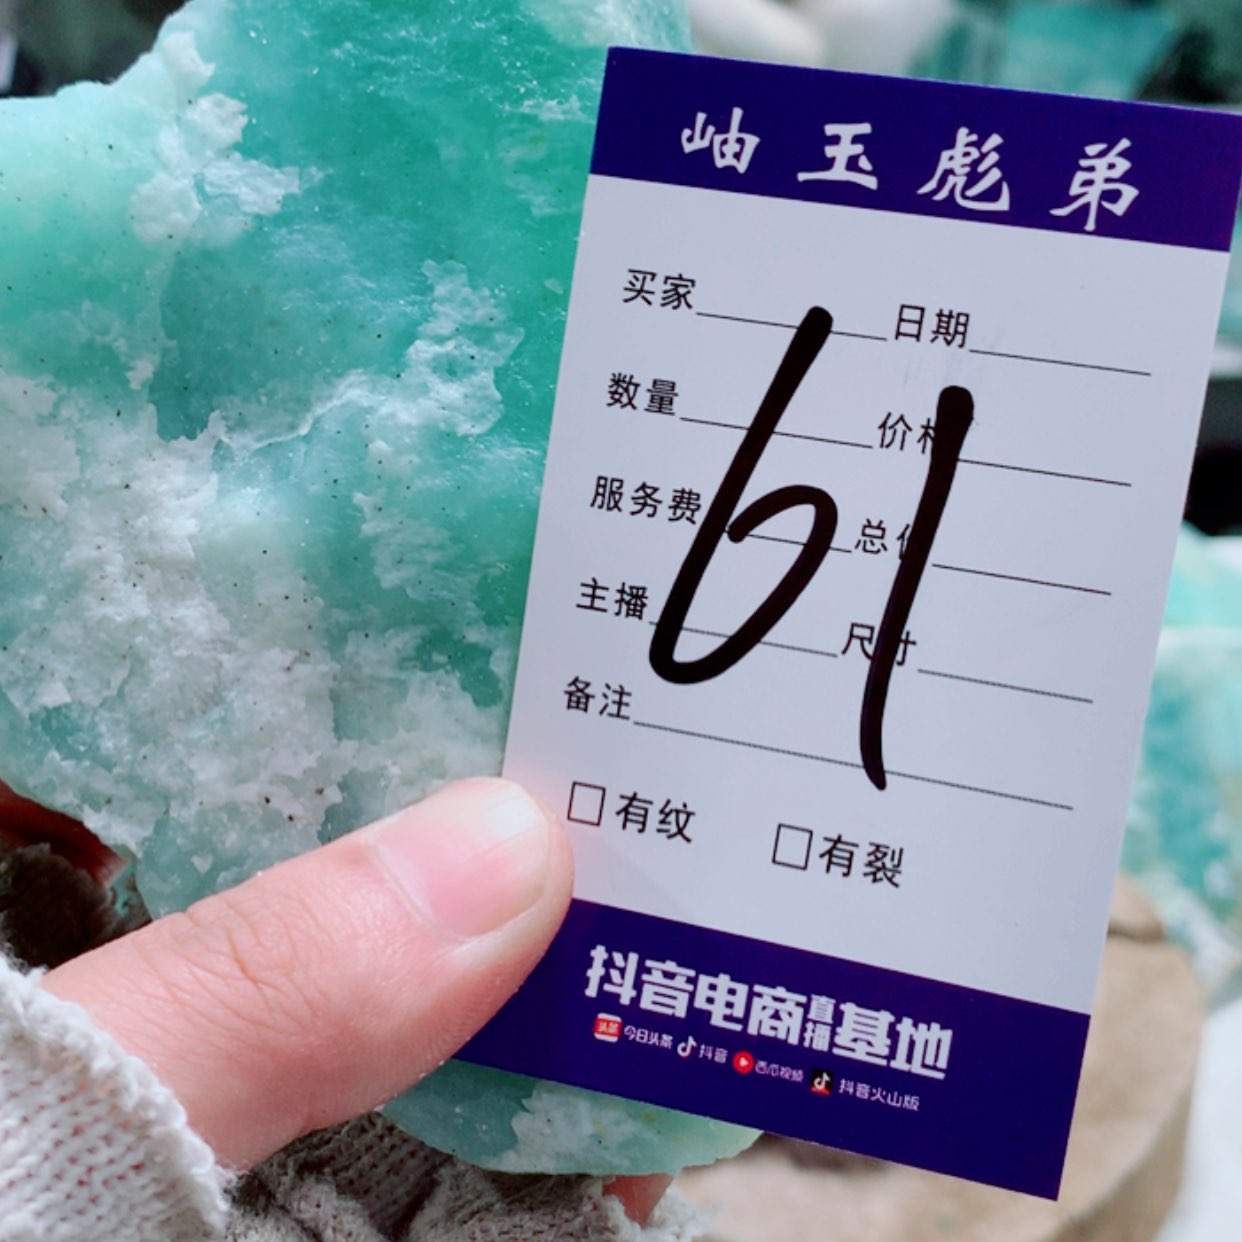 岫玉彪弟
买家 日期
数量 价格
服务费 总价
主播 尺寸
备注
61
□有纹 □有裂
抖音电商直播基地
头条 今日头条 抖音 西瓜视频 抖音火山版